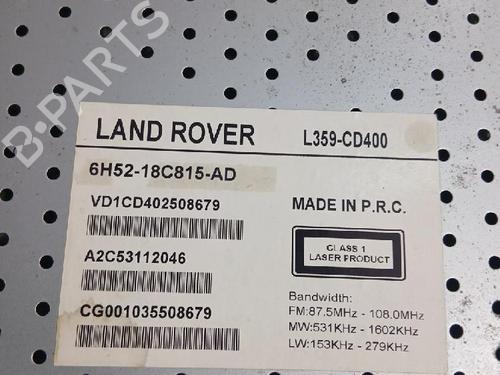 B-PARTS
LAND ROVER
L359-CD400
6H52-18C815-AD
VD1CD402508679
MADE IN P.R.C.
A2C53112046
CLASS 1
LASER PRODUCT
CG001035508679
Bandwidth:
FM:87.5MHz - 108.0MHz
MW:531KHz - 1602KHz
LW:153KHz - 279KHz